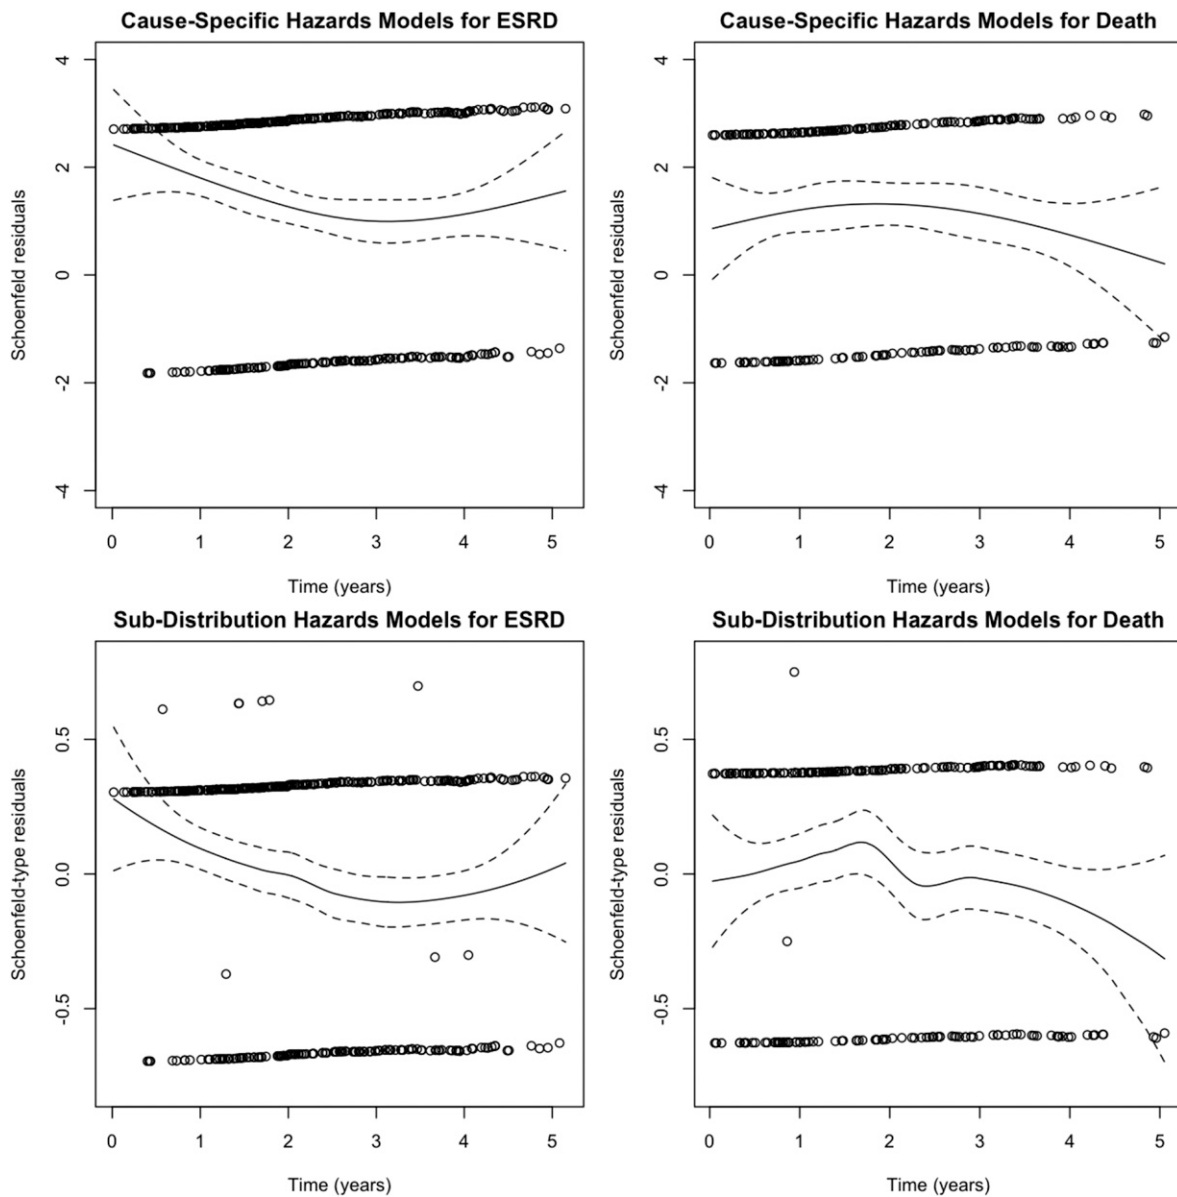 Cause-Specific Hazards Models for ESRD
4
2
0
-2
-4
Schoenfeld residuals
0 1 2 3 4 5
Time (years)
Cause-Specific Hazards Models for Death
4
2
0
-2
-4
Schoenfeld residuals
0 1 2 3 4 5
Time (years)
Sub-Distribution Hazards Models for ESRD
0.5
0.0
-0.5
Schoenfeld-type residuals
0 1 2 3 4 5
Time (years)
Sub-Distribution Hazards Models for Death
0.5
0.0
-0.5
Schoenfeld-type residuals
0 1 2 3 4 5
Time (years)